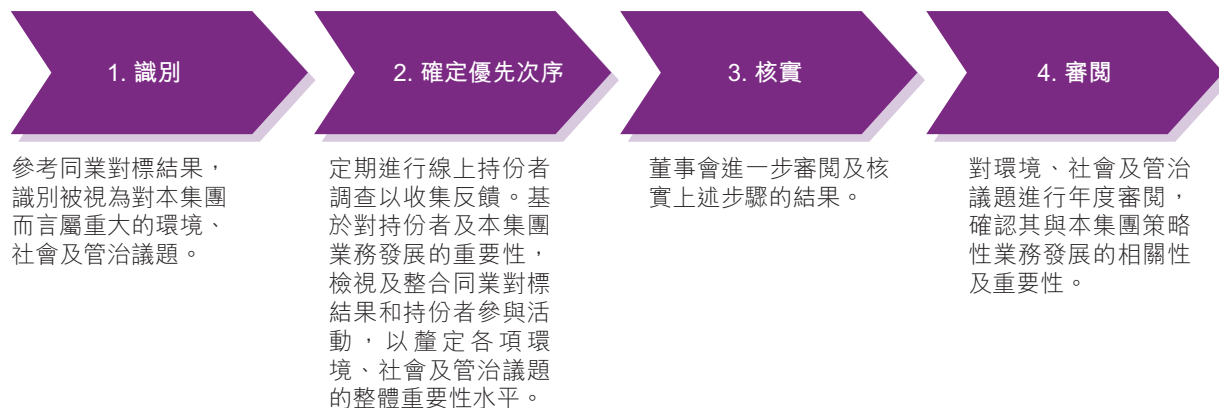 1. 識別
參考同業對標結果，
識別被視為對本集團
而言屬重大的環境、
社會及管治議題。
2. 確定優先次序
定期進行線上持份者
調查以收集反饋。基
於對持份者及本集團
業務發展的重要性，
檢視及整合同業對標
結果和持份者參與活
動，以釐定各項環
境、社會及管治議題
的整體重要性水平。
3. 核實
董事會進一步審閱及核
實上述步驟的結果。
4. 審閱
對環境、社會及管治
議題進行年度審閱，
確認其與本集團策略
性業務發展的相關性
及重要性。